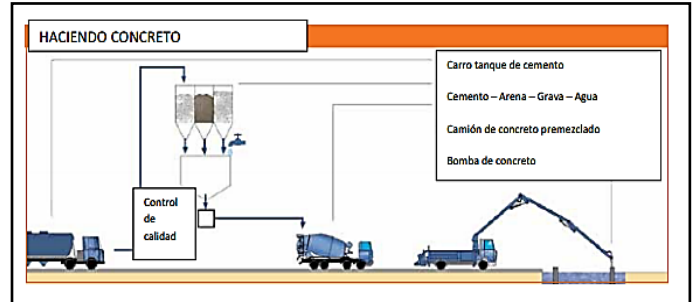 HACIENDO CONCRETO
Carro tanque de cemento
Cemento – Arena – Grava – Agua
Camión de concreto premezclado
Bomba de concreto
Control
de
calidad